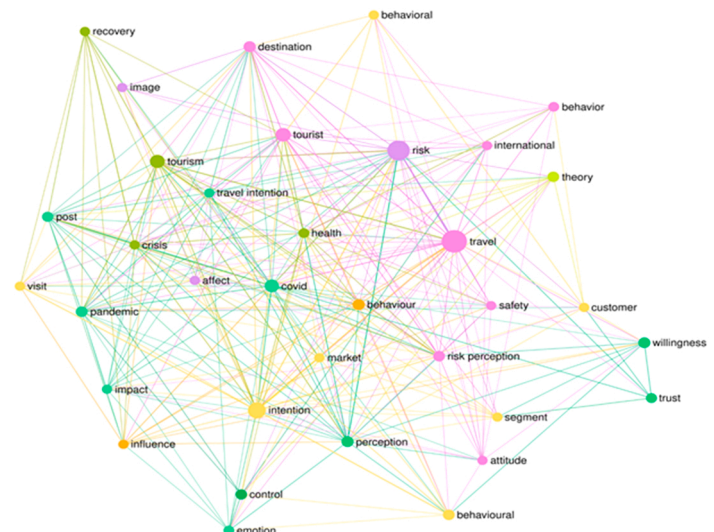 behavioral
recovery
destination
image
behavior
tourist
international
risk
tourism
theory
travel intention
post
health
crisis
travel
affect
covid
visit
behaviour
safety
customer
pandemic
willingness
market
risk perception
impact
trust
intention
segment
influence
perception
attitude
control
behavioural
emotion